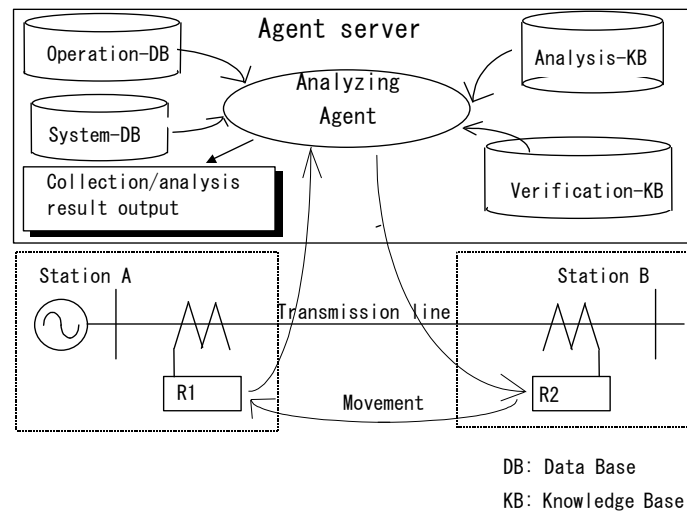 Agent server
Operation-DB
System-DB
Analyzing
Agent
Analysis-KB
Verification-KB
Collection/analysis
result output
Station A
Station B
Transmission line
R1
R2
Movement
DB: Data Base
KB: Knowledge Base